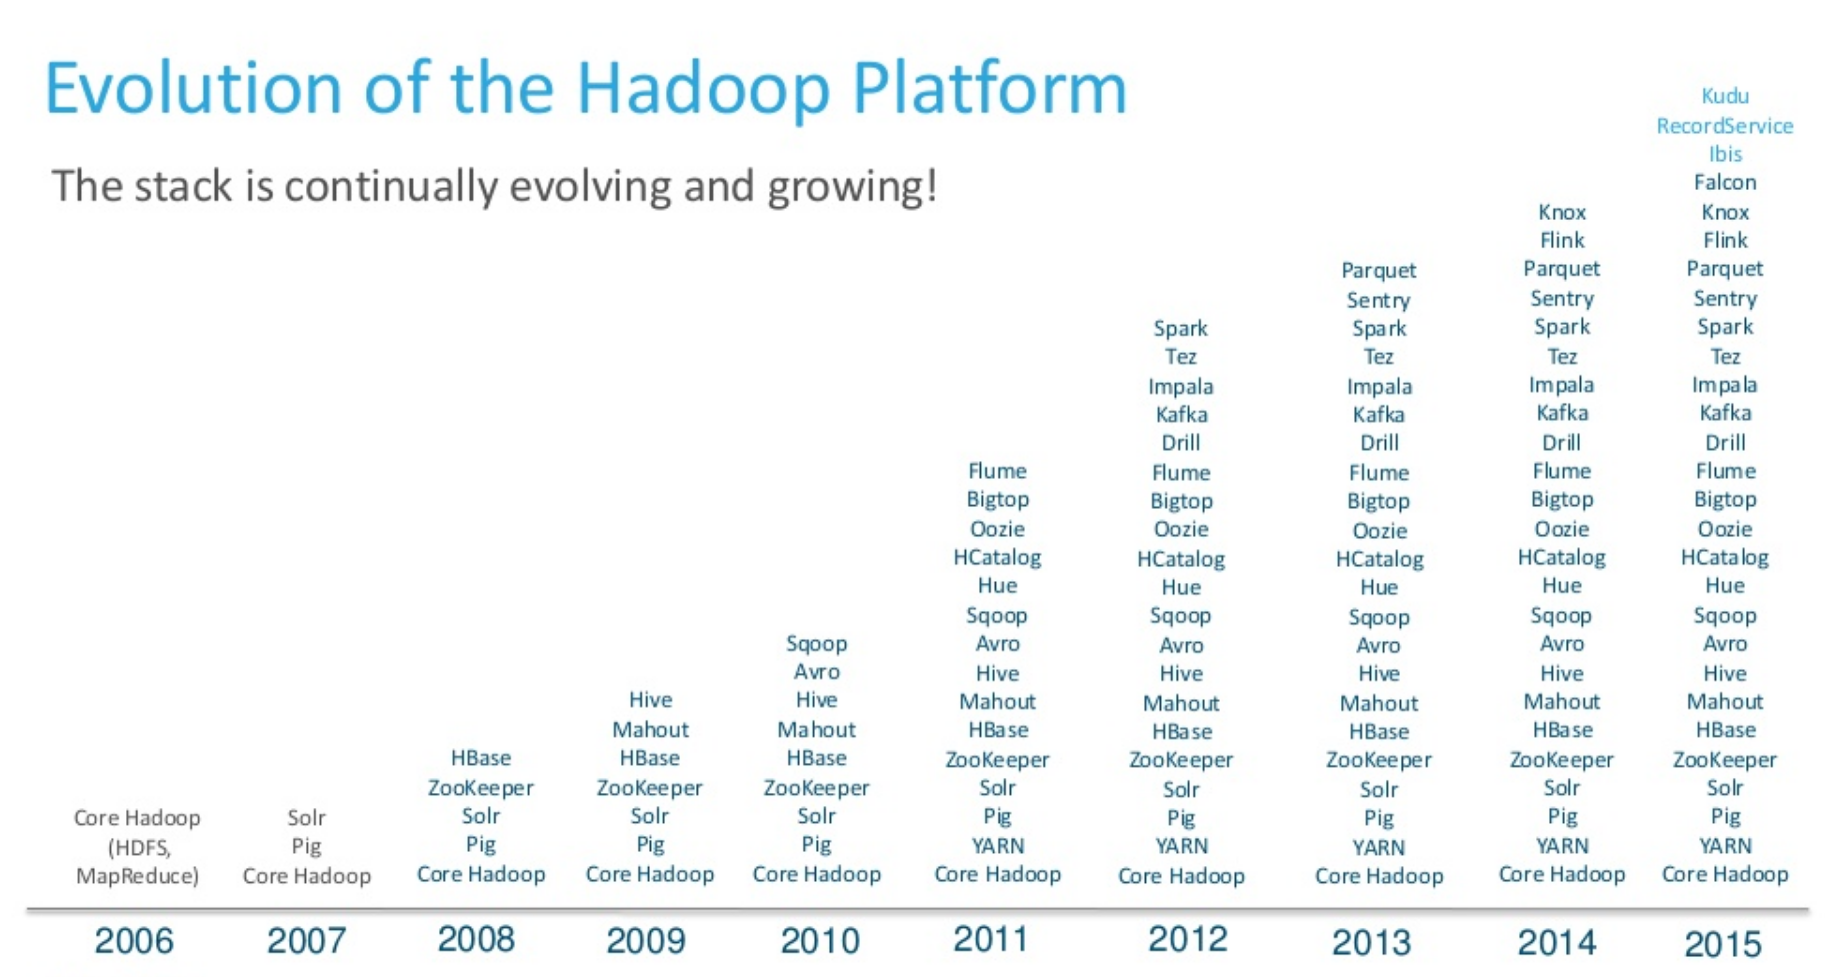 Evolution of the Hadoop Platform
The stack is continually evolving and growing!
Core Hadoop
(HDFS,
MapReduce)
2006
Solr
Pig
Core Hadoop
2007
HBase
ZooKeeper
Solr
Pig
Core Hadoop
2008
Hive
Mahout
HBase
ZooKeeper
Solr
Pig
Core Hadoop
2009
Sqoop
Avro
Hive
Mahout
HBase
ZooKeeper
Solr
Pig
Core Hadoop
2010
Flume
Bigtop
Oozie
HCatalog
Hue
Sqoop
Avro
Hive
Mahout
HBase
ZooKeeper
Solr
Pig
YARN
Core Hadoop
2011
Spark
Tez
Impala
Kafka
Drill
Flume
Bigtop
Oozie
HCatalog
Hue
Sqoop
Avro
Hive
Mahout
HBase
ZooKeeper
Solr
Pig
YARN
Core Hadoop
2012
Parquet
Sentry
Spark
Tez
Impala
Kafka
Drill
Flume
Bigtop
Oozie
HCatalog
Hue
Sqoop
Avro
Hive
Mahout
HBase
ZooKeeper
Solr
Pig
YARN
Core Hadoop
2013
Knox
Flink
Parquet
Sentry
Spark
Tez
Impala
Kafka
Drill
Flume
Bigtop
Oozie
HCatalog
Hue
Sqoop
Avro
Hive
Mahout
HBase
ZooKeeper
Solr
Pig
YARN
Core Hadoop
2014
Kudu
RecordService
Ibis
Falcon
Knox
Flink
Parquet
Sentry
Spark
Tez
Impala
Kafka
Drill
Flume
Bigtop
Oozie
HCatalog
Hue
Sqoop
Avro
Hive
Mahout
HBase
ZooKeeper
Solr
Pig
YARN
Core Hadoop
2015